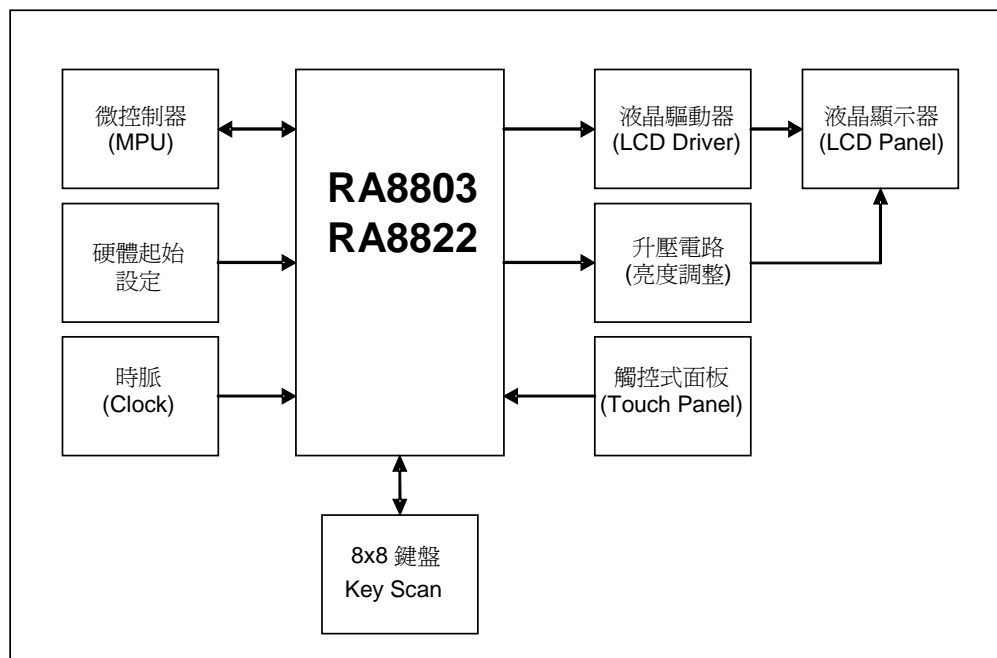 微控制器
(MPU)
硬體起始
設定
時脈
(Clock)
RA8803
RA8822
8x8 鍵盤
Key Scan
液晶驅動器
(LCD Driver)
升壓電路
(亮度調整)
觸控式面板
(Touch Panel)
液晶顯示器
(LCD Panel)